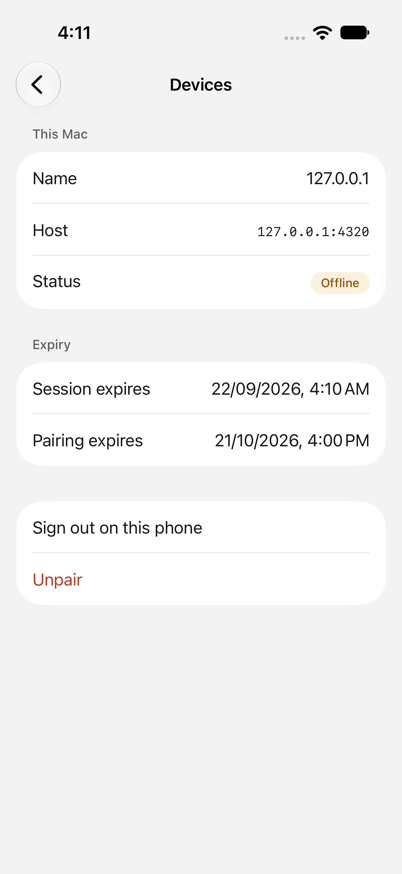 4:11
Devices
This Mac
Name 127.0.0.1
Host 127.0.0.1:4320
Status Offline
Expiry
Session expires 22/09/2026, 4:10 AM
Pairing expires 21/10/2026, 4:00 PM
Sign out on this phone
Unpair